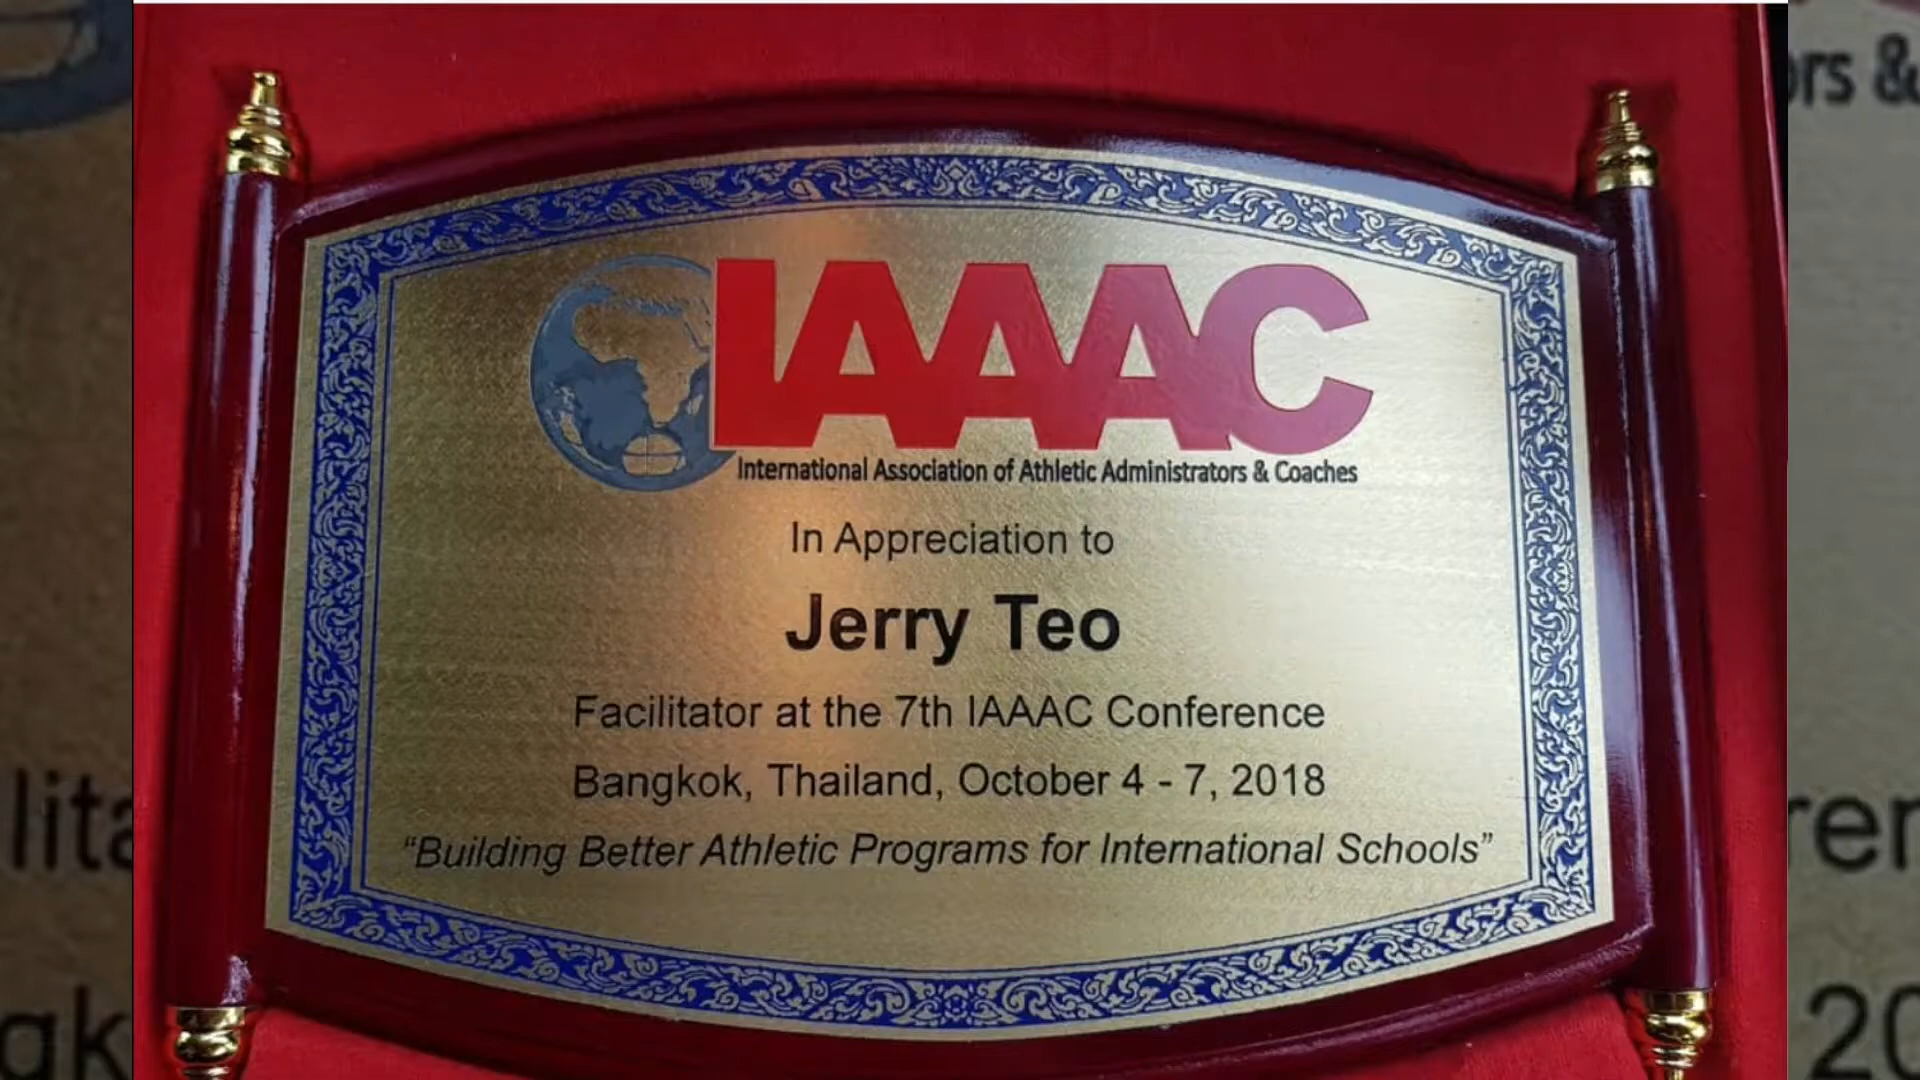 IAAAC
International Association of Athletic Administrators & Coaches
In Appreciation to
Jerry Teo
Facilitator at the 7th IAAAC Conference
Bangkok, Thailand, October 4 - 7, 2018
“Building Better Athletic Programs for International Schools”